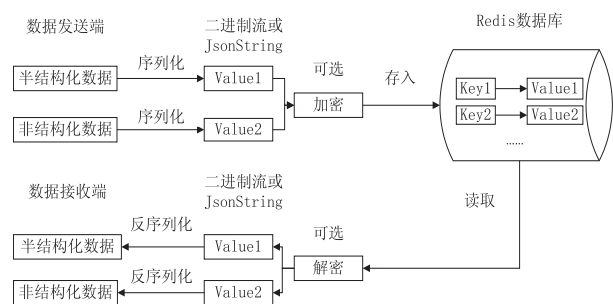 数据发送端
二进制流或
JsonString
Redis数据库
半结构化数据
序列化
Value1
可选
加密
存入
Key1
Value1
非结构化数据
序列化
Value2
Key2
Value2
……
数据接收端
二进制流或
JsonString
读取
半结构化数据
反序列化
Value1
可选
解密
非结构化数据
反序列化
Value2